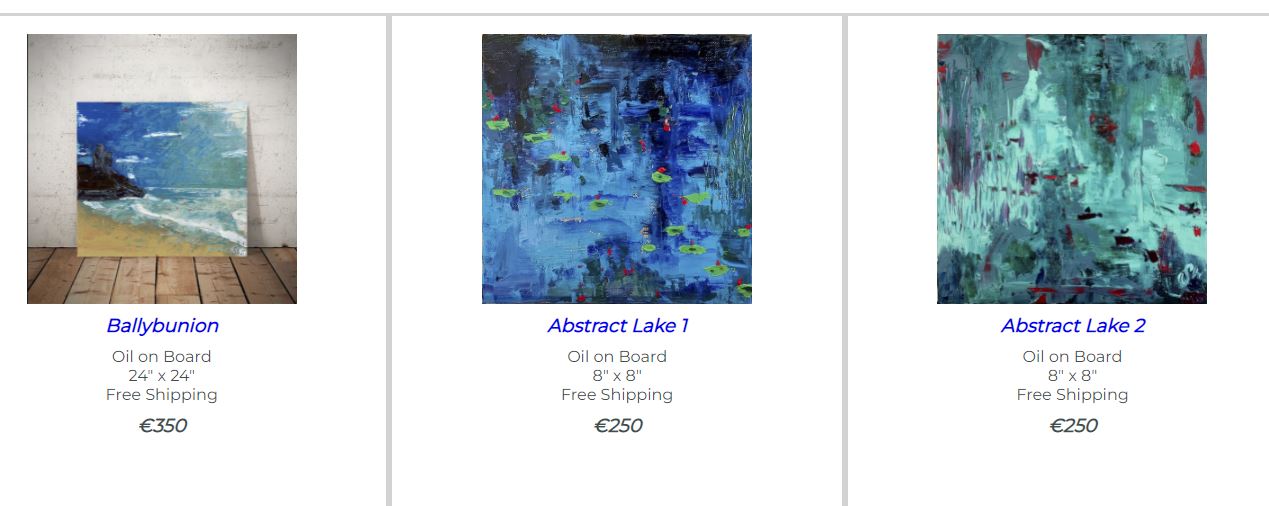 Ballybunion
Oil on Board
24" x 24"
Free Shipping
€350
Abstract Lake 1
Oil on Board
8" x 8"
Free Shipping
€250
Abstract Lake 2
Oil on Board
8" x 8"
Free Shipping
€250